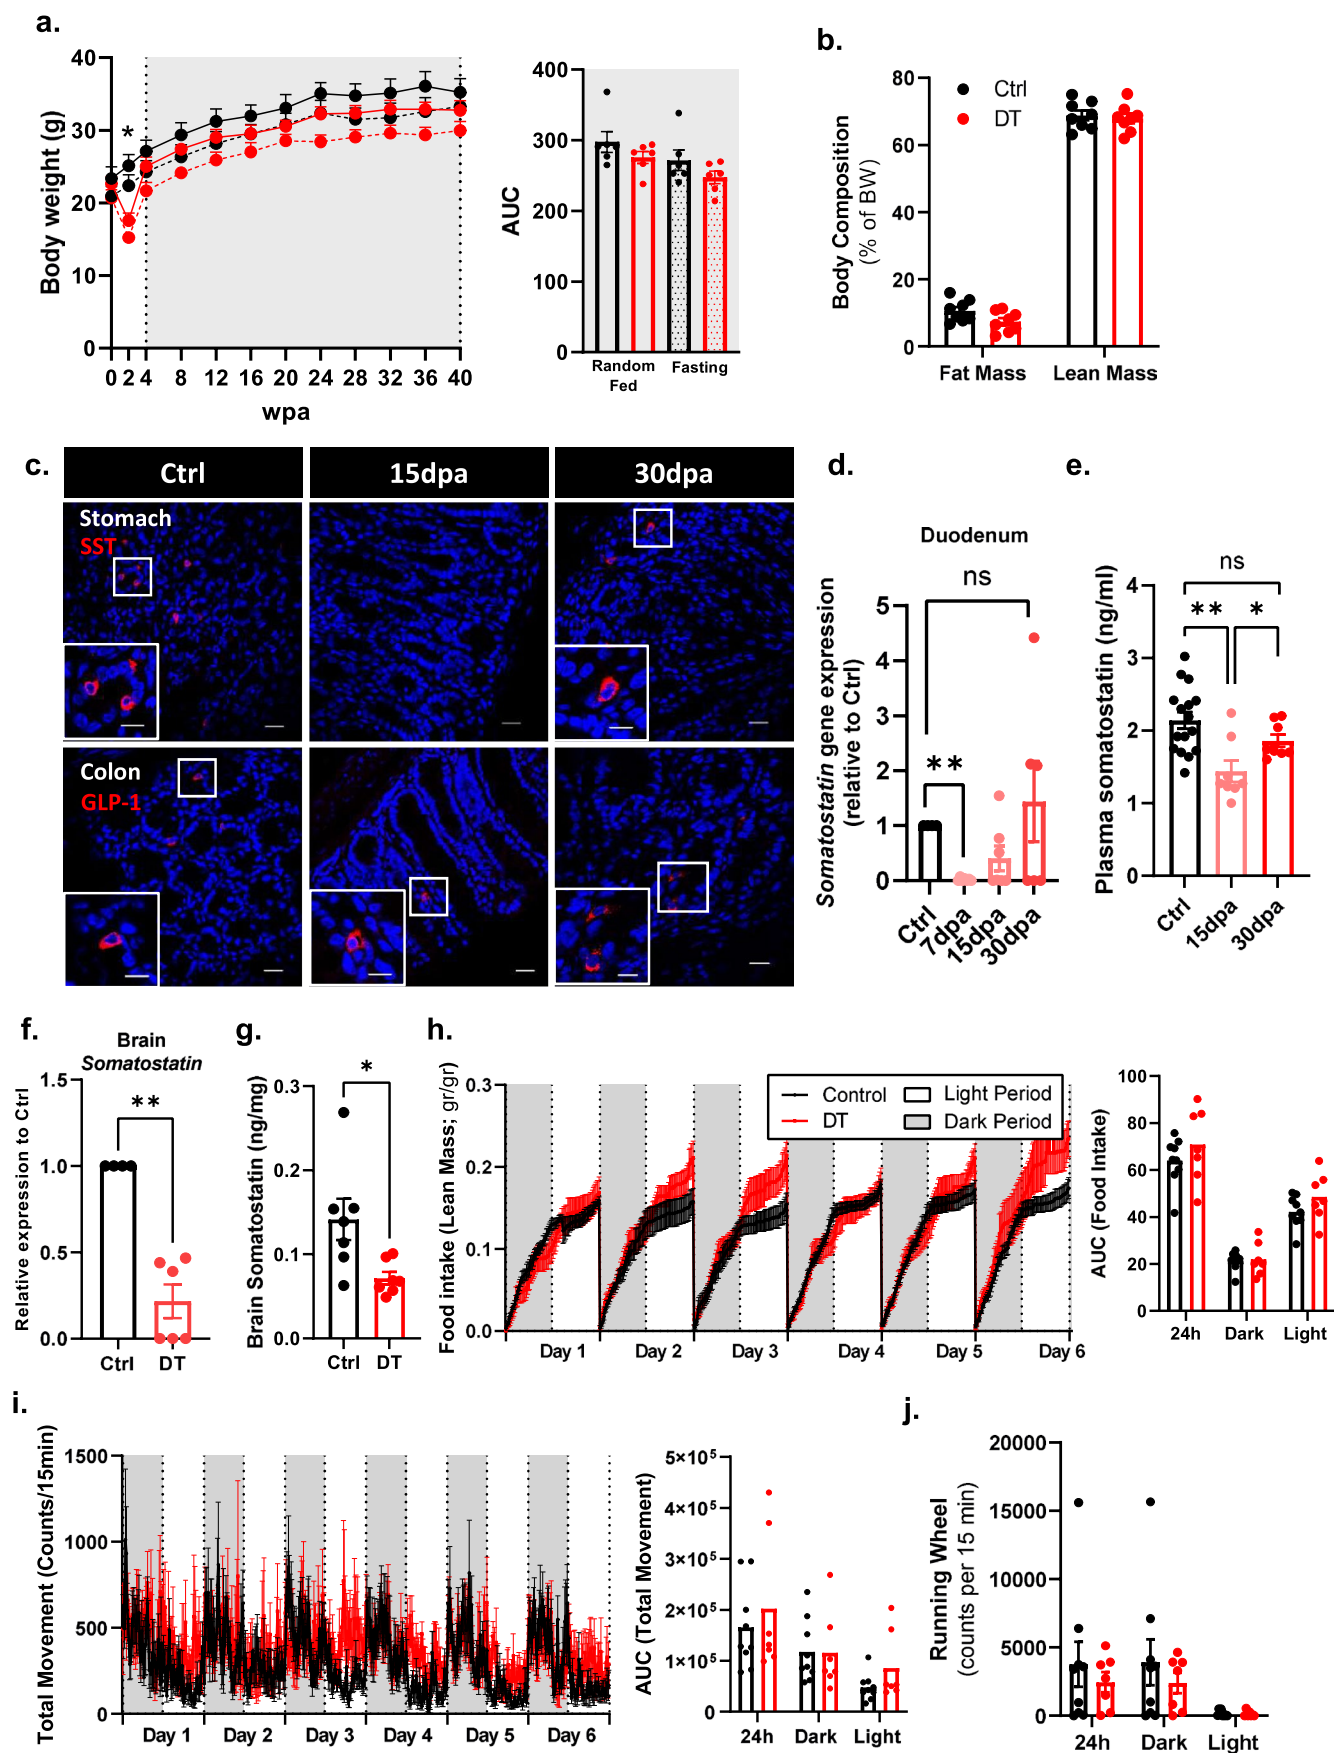 a.
40
30
20
10
0
Body weight (g)
*
0 2 4 8 12 16 20 24 28 32 36 40
wpa
400
300
200
100
0
AUC
Random Fed
Fasting
b.
80
60
40
20
0
Body Composition
(% of BW)
Ctrl
DT
Fat Mass
Lean Mass
c.
Ctrl
15dpa
30dpa
Stomach
SST
Colon
GLP-1
d.
Duodenum
ns
**
5
4
3
2
1
0
Somatostatin gene expression
(relative to Ctrl)
Ctrl
7dpa
15dpa
30dpa
e.
ns
** *
4
3
2
1
0
Plasma somatostatin (ng/ml)
Ctrl
15dpa
30dpa
f.
Brain
Somatostatin
**
1.5
1.0
0.5
0.0
Relative expression to Ctrl
Ctrl DT
g.
*
0.3
0.2
0.1
0.0
Brain Somatostatin (ng/mg)
Ctrl DT
h.
0.3
0.2
0.1
0.0
Food intake (Lean Mass; gr/gr)
Control
DT
Light Period
Dark Period
Day 1 Day 2 Day 3 Day 4 Day 5 Day 6
100
80
60
40
20
0
AUC (Food Intake)
24h Dark Light
i.
1500
1000
500
0
Total Movement (Counts/15min)
Day 1 Day 2 Day 3 Day 4 Day 5 Day 6
5×10⁵
4×10⁵
3×10⁵
2×10⁵
1×10⁵
0
AUC (Total Movement)
24h Dark Light
j.
20000
15000
10000
5000
0
Running Wheel
(counts per 15 min)
24h Dark Light